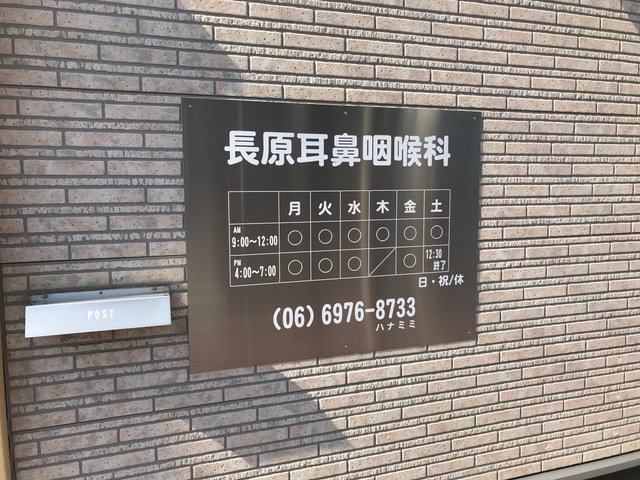 長原耳鼻咽喉科
月 火 水 木 金 土
AM 9:00〜12:00 ○ ○ ○ ○ ○ ○
PM 4:00〜7:00 ○ ○ ○ ／ ○ 12:30 終了
日・祝/休
(06) 6976-8733
ハナミミ
POST